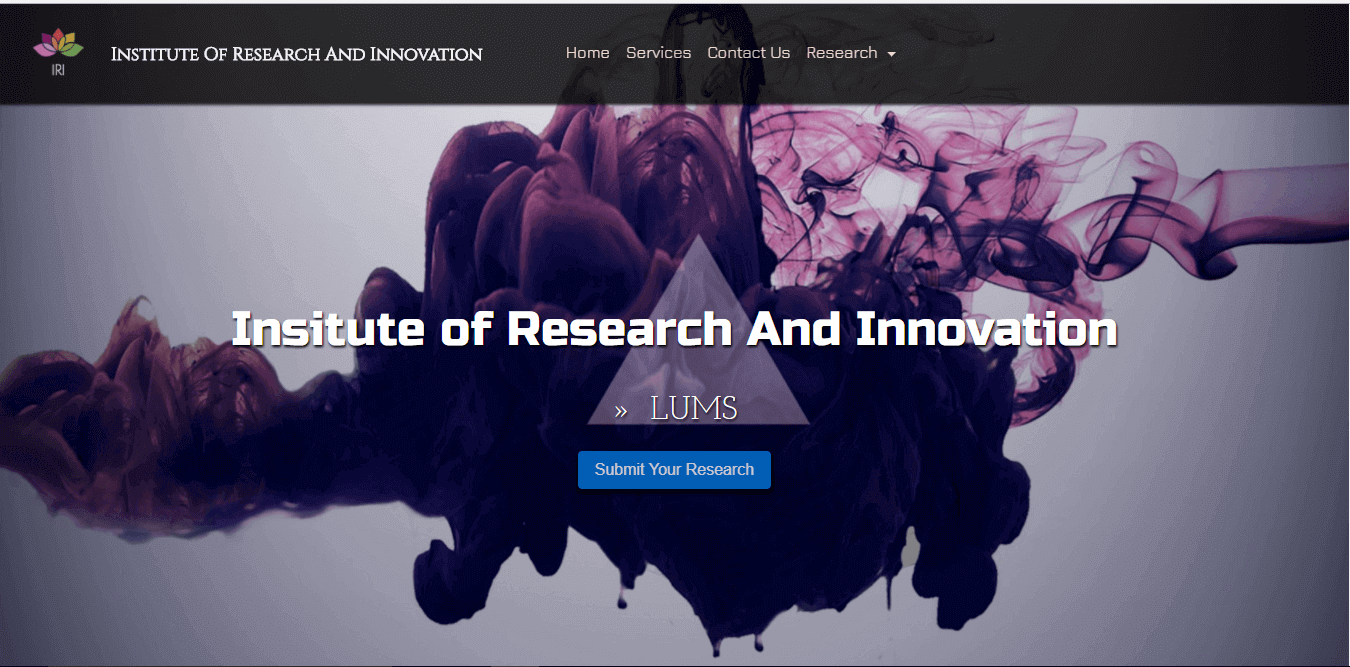 IRI
Institute Of Research And Innovation
Home Services Contact Us Research
Insitute of Research And Innovation
» LUMS
Submit Your Research